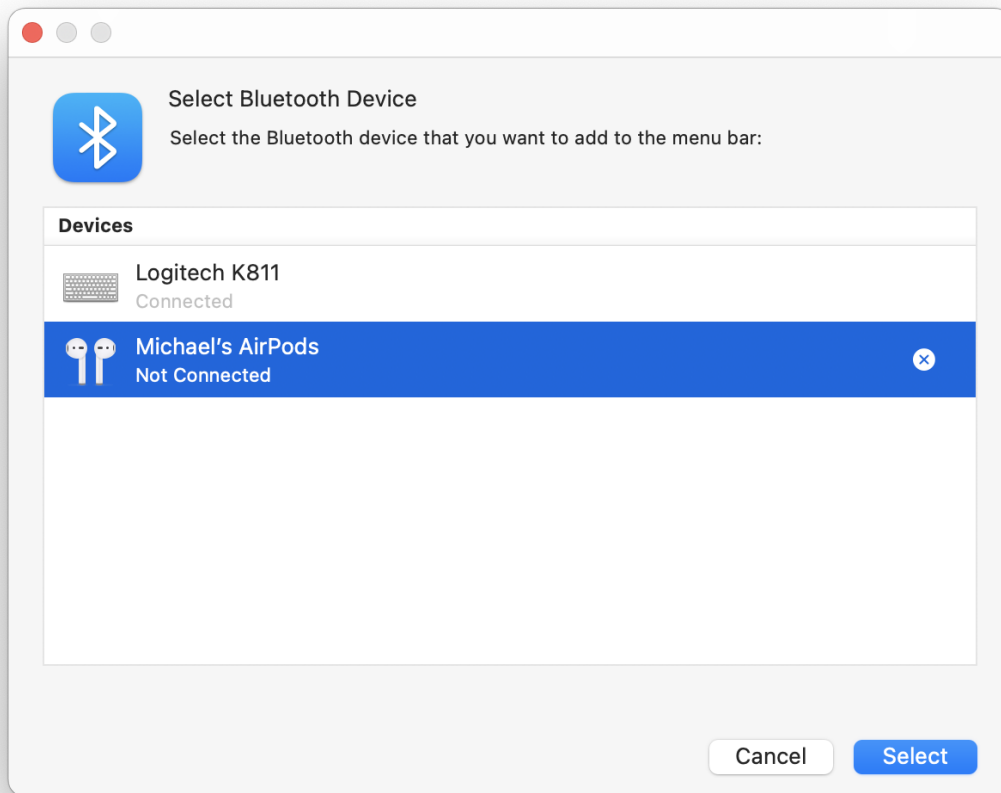 Select Bluetooth Device
Select the Bluetooth device that you want to add to the menu bar:
Devices
Logitech K811
Connected
Michael’s AirPods
Not Connected
Cancel
Select